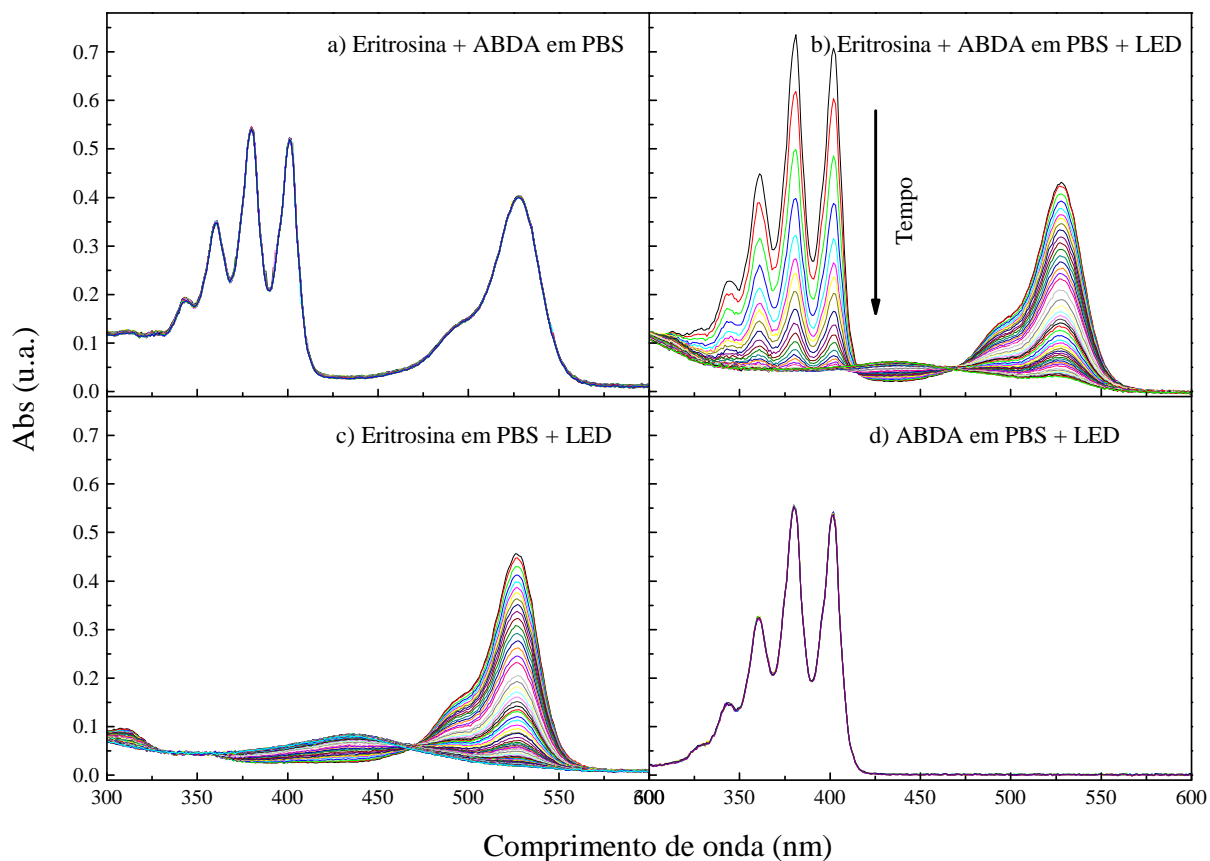 a) Eritrosina + ABDA em PBS
b) Eritrosina + ABDA em PBS + LED
Tempo
0.7
0.6
0.5
0.4
0.3
0.2
0.1
0.0
Abs (u.a.)
c) Eritrosina em PBS + LED
d) ABDA em PBS + LED
0.7
0.6
0.5
0.4
0.3
0.2
0.1
0.0
300 350 400 450 500 550 600
300 350 400 450 500 550 600
Comprimento de onda (nm)